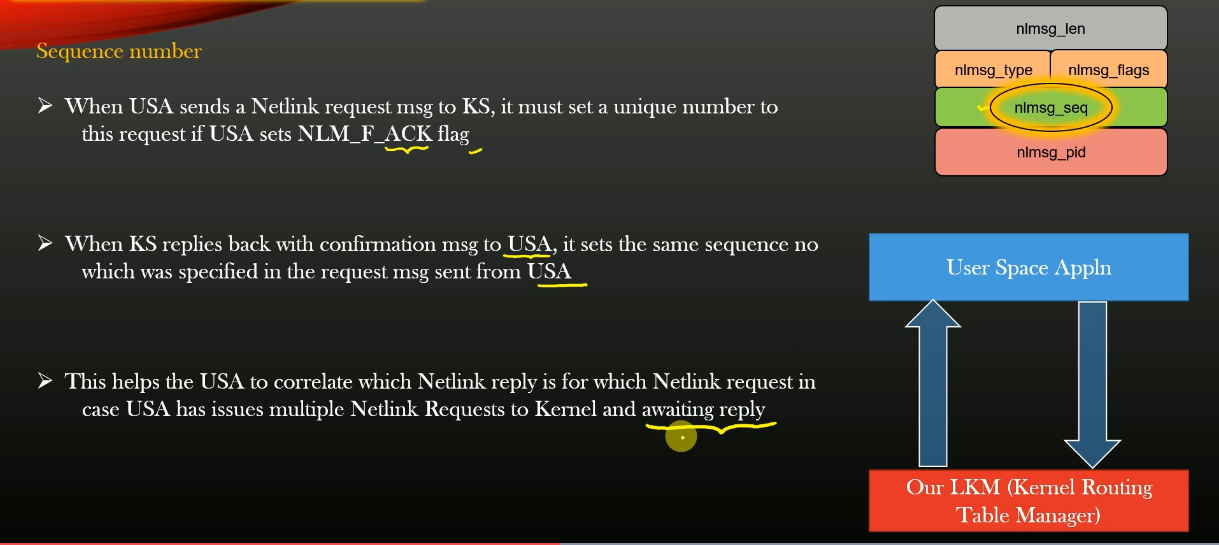 Sequence number
➢ When USA sends a Netlink request msg to KS, it must set a unique number to
this request if USA sets NLM_F_ACK flag
➢ When KS replies back with confirmation msg to USA, it sets the same sequence no
which was specified in the request msg sent from USA
➢ This helps the USA to correlate which Netlink reply is for which Netlink request in
case USA has issues multiple Netlink Requests to Kernel and awaiting reply
nlmsg_len
nlmsg_type nlmsg_flags
nlmsg_seq
nlmsg_pid
User Space Appln
Our LKM (Kernel Routing
Table Manager)